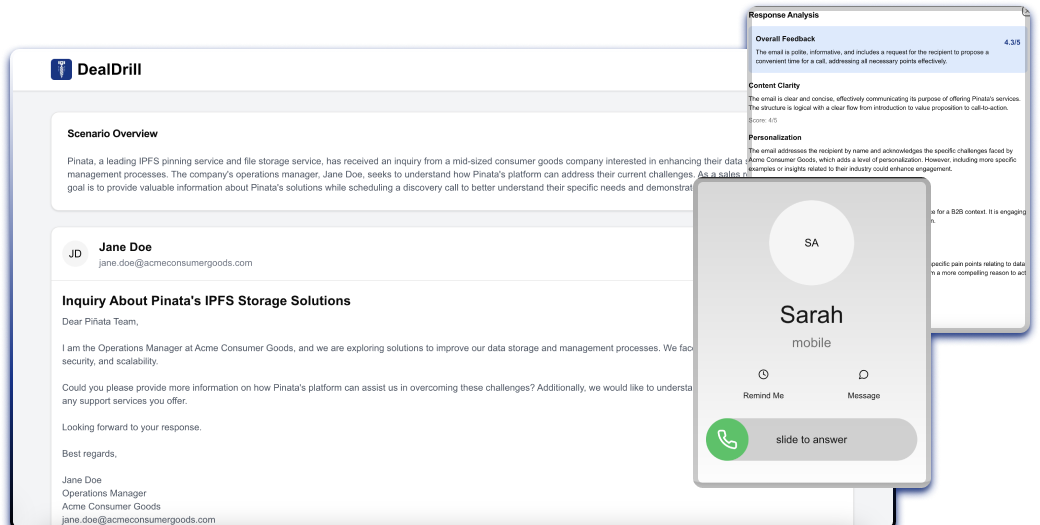 DealDrill
Scenario Overview
Pinata, a leading IPFS pinning service and file storage service, has received an inquiry from a mid-sized consumer goods company interested in enhancing their data
management processes. The company's operations manager, Jane Doe, seeks to understand how Pinata's platform can address their current challenges. As a sales
goal is to provide valuable information about Pinata's solutions while scheduling a discovery call to better understand their specific needs and
JD
Jane Doe
jane.doe@acmeconsumergoods.com
Inquiry About Pinata's IPFS Storage Solutions
Dear Piñata Team,
I am the Operations Manager at Acme Consumer Goods, and we are exploring solutions to improve our data storage and management processes. We
security, and scalability.
Could you please provide more information on how Pinata's platform can assist us in overcoming these challenges? Additionally, we would like to
any support services you offer.
Looking forward to your response.
Best regards,
Jane Doe
Operations Manager
Acme Consumer Goods
jane.doe@acmeconsumergoods.com
Response Analysis
Overall Feedback
4.3/5
The email is polite, informative, and includes a request for the recipient to propose a
convenient time for a call, addressing all necessary points effectively.
Content Clarity
The email is clear and concise, effectively communicating its purpose of offering Pinata's services.
The structure is logical with a clear flow from introduction to value proposition to call-to-action.
Score: 4/5
Personalization
The email addresses the recipient by name and acknowledges the specific challenges faced by
Acme Consumer Goods, which adds a level of personalization. However, including more specific
examples or insights related to their industry could enhance engagement.
for a B2B context. It is engaging
pain points relating to data
a more compelling reason to act
SA
Sarah
mobile
Remind Me
Message
slide to answer